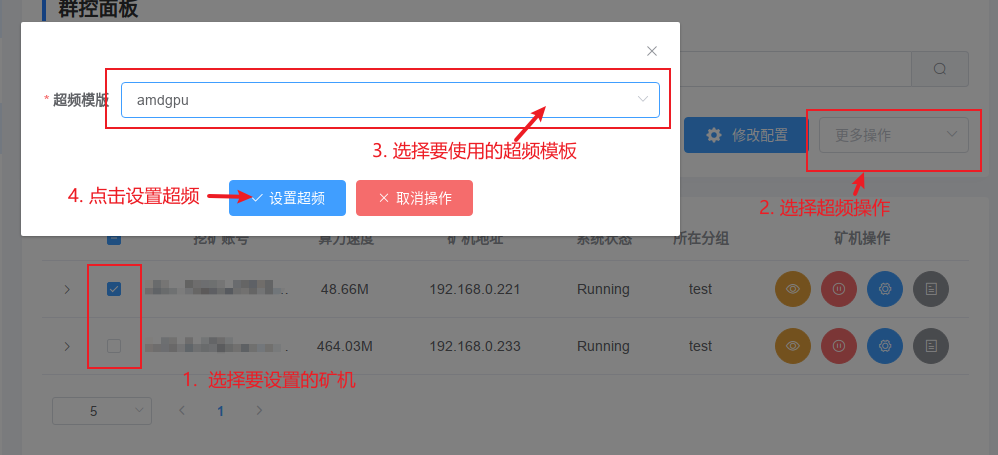 群控面板
* 超频模版
amdgpu
3. 选择要使用的超频模板
修改配置
更多操作
4. 点击设置超频
设置超频
取消操作
2. 选择超频操作
挖矿账号 算力速度 矿机地址 系统状态 所在分组 矿机操作
48.66M 192.168.0.221 Running test
464.03M 192.168.0.233 Running test
1. 选择要设置的矿机
5 1